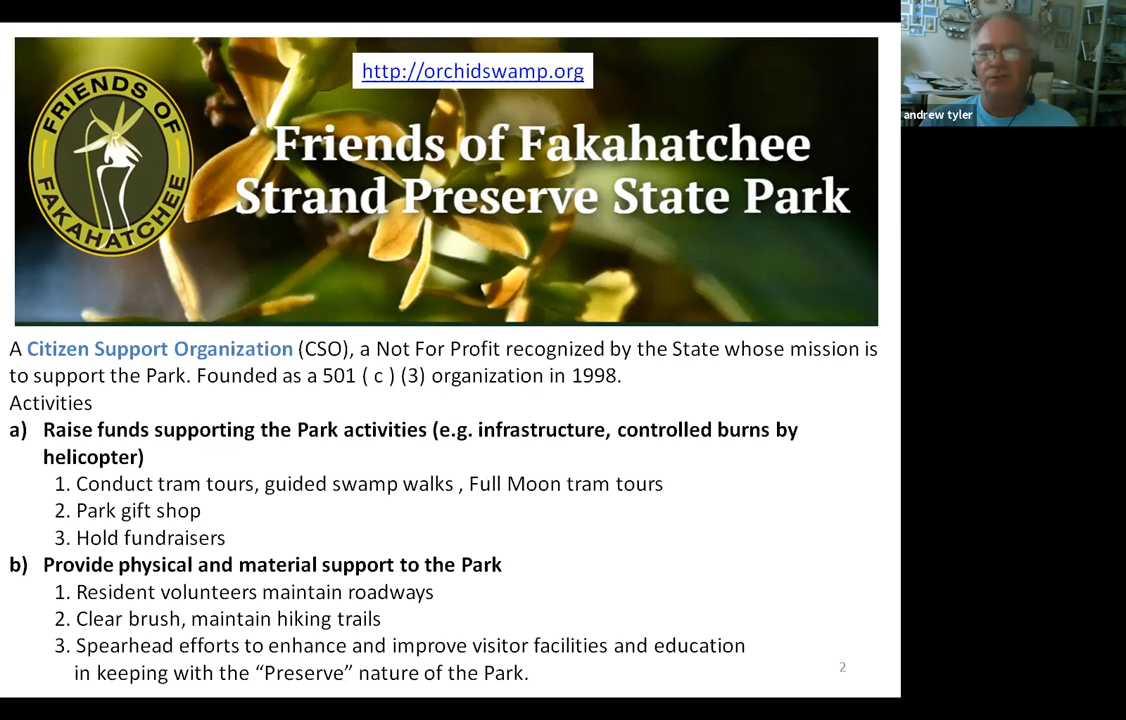 http://orchidswamp.org
FRIENDS OF
FAKAHATCHEE
Friends of Fakahatchee
Strand Preserve State Park
andrew tyler
A Citizen Support Organization (CSO), a Not For Profit recognized by the State whose mission is
to support the Park. Founded as a 501 ( c ) (3) organization in 1998.
Activities
a) Raise funds supporting the Park activities (e.g. infrastructure, controlled burns by
helicopter)
1. Conduct tram tours, guided swamp walks , Full Moon tram tours
2. Park gift shop
3. Hold fundraisers
b) Provide physical and material support to the Park
1. Resident volunteers maintain roadways
2. Clear brush, maintain hiking trails
3. Spearhead efforts to enhance and improve visitor facilities and education
in keeping with the “Preserve” nature of the Park.
2